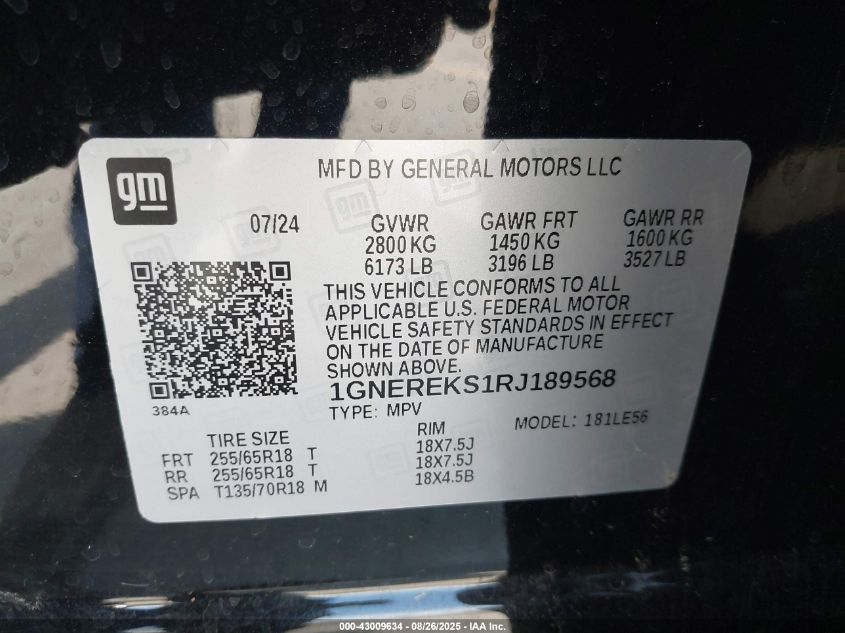 gm
MFD BY GENERAL MOTORS LLC
07/24 GVWR GAWR FRT GAWR RR
2800 KG 1450 KG 1600 KG
6173 LB 3196 LB 3527 LB
THIS VEHICLE CONFORMS TO ALL
APPLICABLE U.S. FEDERAL MOTOR
VEHICLE SAFETY STANDARDS IN EFFECT
ON THE DATE OF MANUFACTURE
SHOWN ABOVE.
1GNEREKS1RJ189568
384A TYPE: MPV MODEL: 181LE56
TIRE SIZE RIM
FRT 255/65R18 T 18X7.5J
RR 255/65R18 T 18X7.5J
SPA T135/70R18 M 18X4.5B
000-43009634 - 08/26/2025 - IAA Inc.